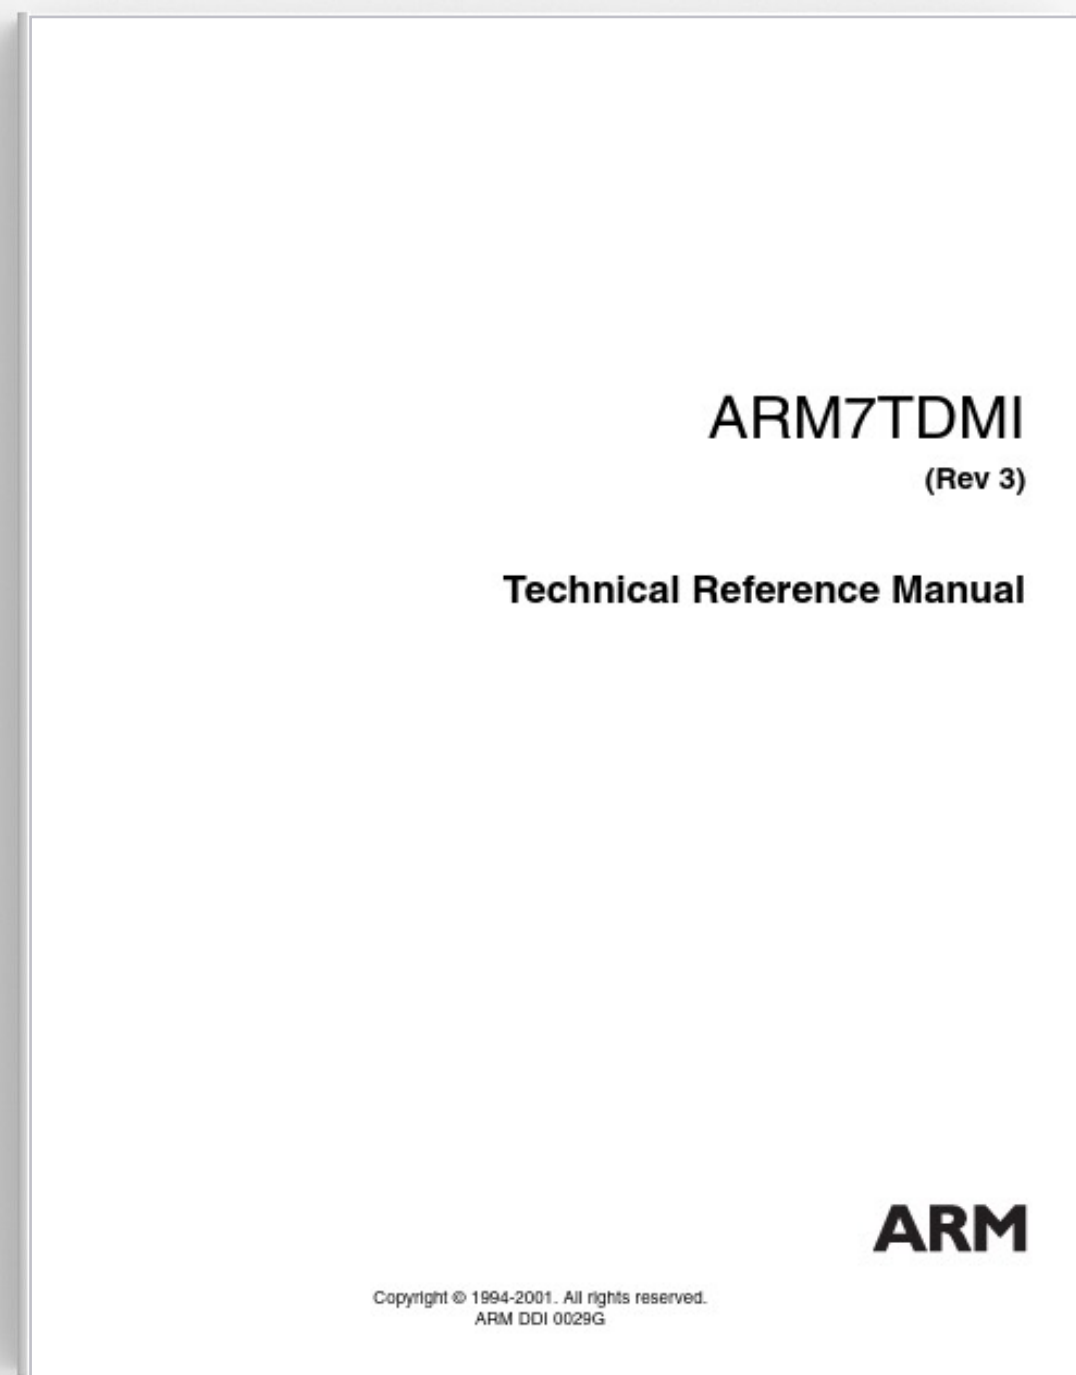 ARM7TDMI
(Rev 3)
Technical Reference Manual
ARM
Copyright © 1994-2001. All rights reserved.
ARM DDI 0029G